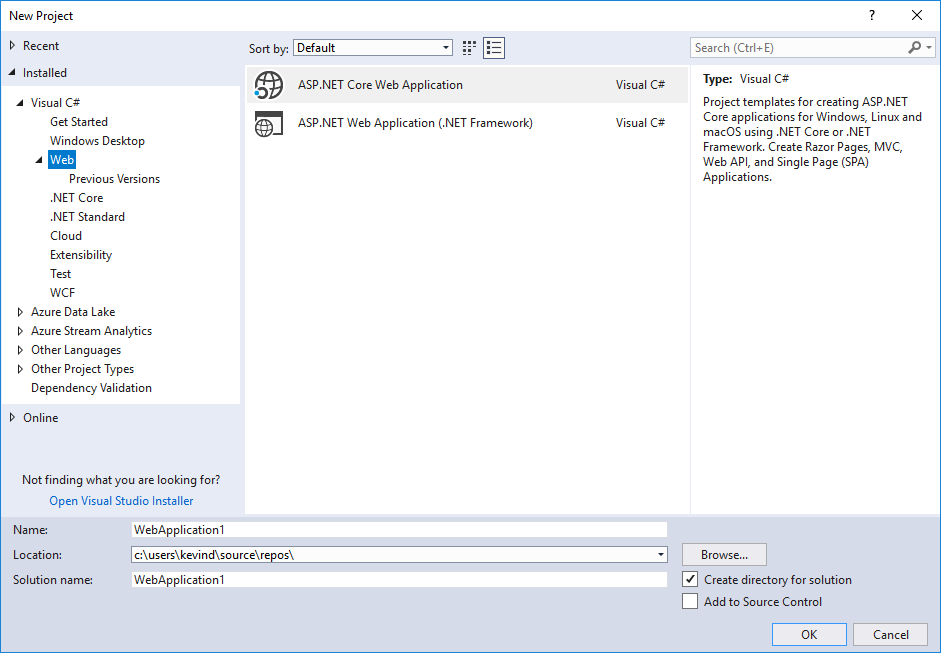 New Project
?
Recent
Installed
Visual C#
Get Started
Windows Desktop
Web
Previous Versions
.NET Core
.NET Standard
Cloud
Extensibility
Test
WCF
Azure Data Lake
Azure Stream Analytics
Other Languages
Other Project Types
Dependency Validation
Online
Not finding what you are looking for?
Open Visual Studio Installer
Sort by: Default
ASP.NET Core Web Application Visual C#
ASP.NET Web Application (.NET Framework) Visual C#
Search (Ctrl+E)
Type: Visual C#
Project templates for creating ASP.NET
Core applications for Windows, Linux and
macOS using .NET Core or .NET
Framework. Create Razor Pages, MVC,
Web API, and Single Page (SPA)
Applications.
Name: WebApplication1
Location: c:\users\kevind\source\repos\
Browse...
Solution name: WebApplication1
Create directory for solution
Add to Source Control
OK
Cancel